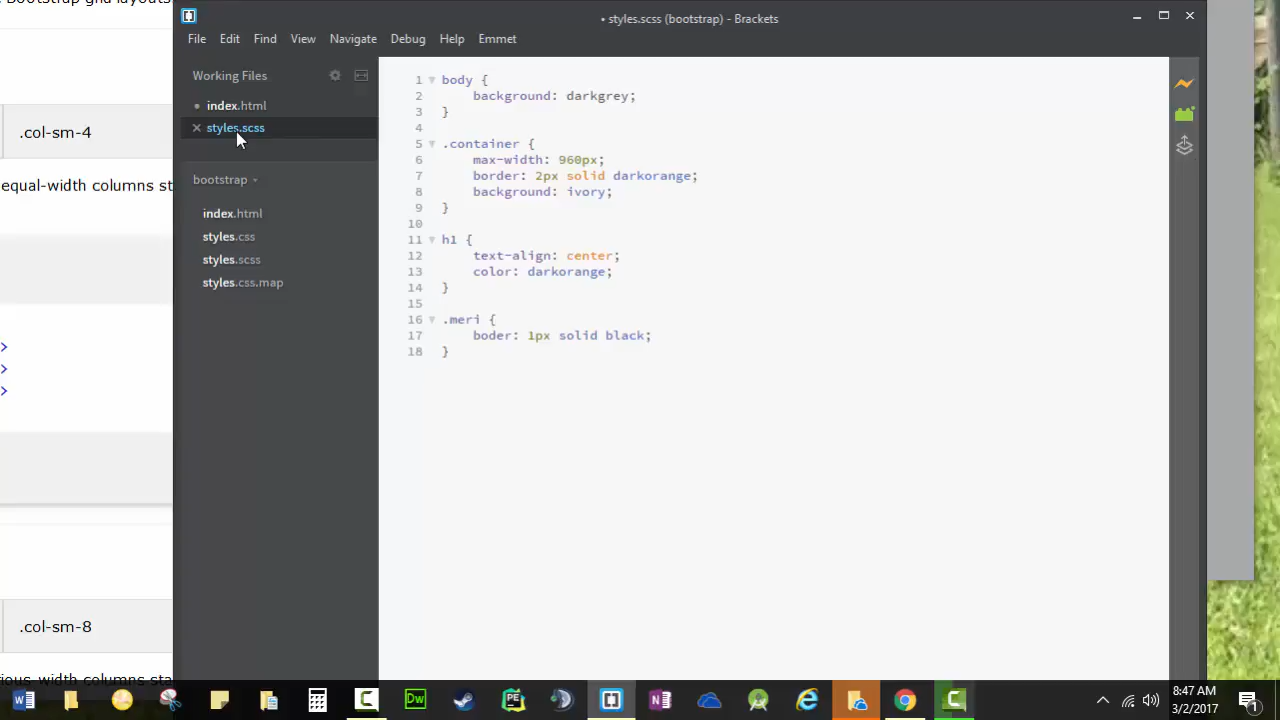 Bootstrap grid layouts
.col-sm-4
equal-width columns st
>
>
>
.col-sm-8
ious-width columns sta
• styles.scss (bootstrap) - Brackets
File Edit Find View Navigate Debug Help Emmet
Working Files
index.html
styles.scss
bootstrap
index.html
styles.css
styles.scss
styles.css.map
1 body {
2 background: darkgrey;
3 }
4
5 .container {
6 max-width: 960px;
7 border: 2px solid darkorange;
8 background: ivory;
9 }
10
11 h1 {
12 text-align: center;
13 color: darkorange;
14 }
15
16 .meri {
17 boder: 1px solid black;
18 }
Dw
8:47 AM
3/2/2017
1